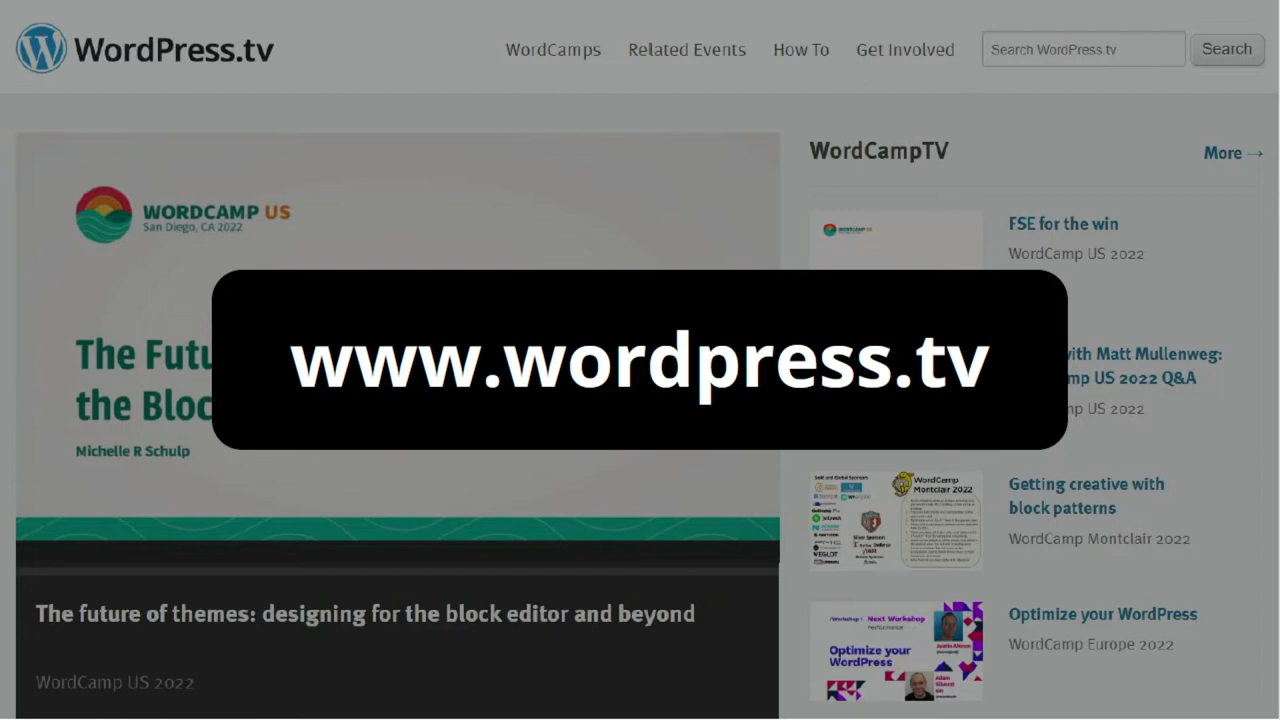 WordPress.tv
WordCamps
Related Events
How To
Get Involved
Search WordPress.tv
Search
WORDCAMP US
San Diego, CA 2022
The Futu
the Bloc
Michelle R Schulp
www.wordpress.tv
The future of themes: designing for the block editor and beyond
WordCamp US 2022
WordCampTV
More →
WORDCAMP US
FSE for the win
WordCamp US 2022
with Matt Mullenweg:
mp US 2022 Q&A
mp US 2022
WordCamp
Montclair 2022
Getting creative with
block patterns
WordCamp Montclair 2022
Next Workshop
Performance
Optimize your
WordPress
Optimize your WordPress
WordCamp Europe 2022